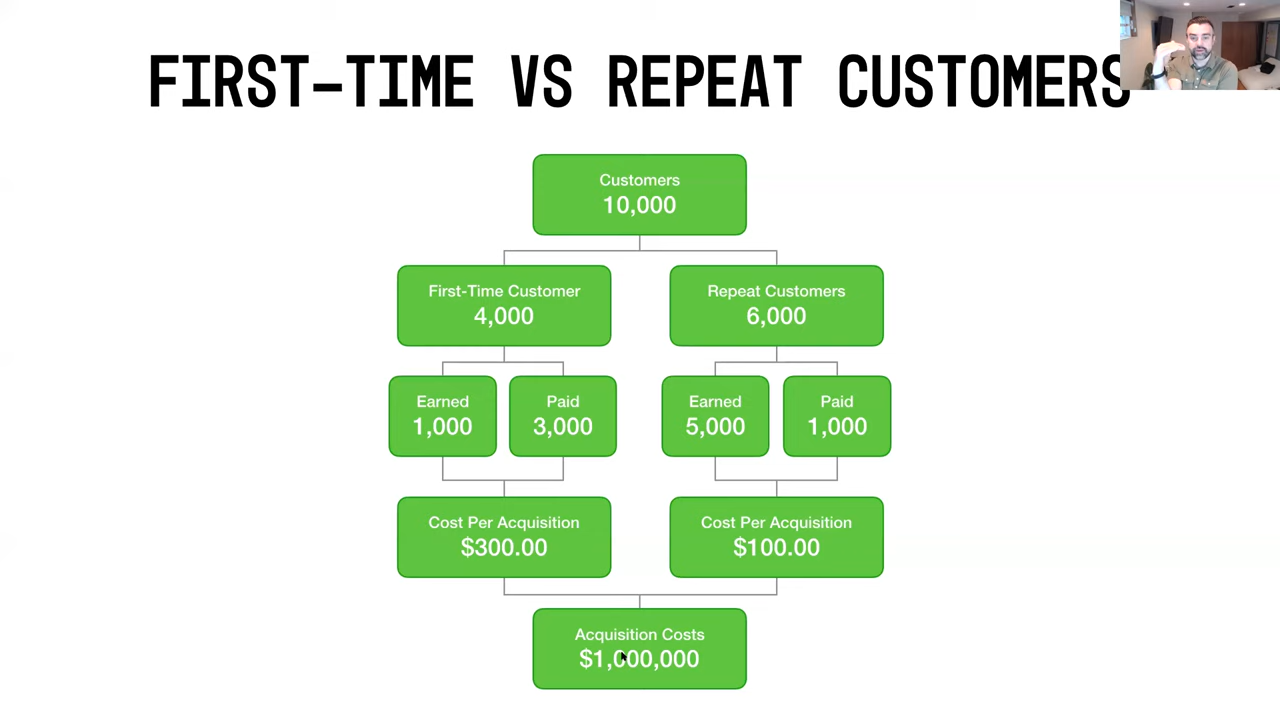 FIRST-TIME VS REPEAT CUSTOMERS
Customers
10,000
First-Time Customer
4,000
Repeat Customers
6,000
Earned
1,000
Paid
3,000
Earned
5,000
Paid
1,000
Cost Per Acquisition
$300.00
Cost Per Acquisition
$100.00
Acquisition Costs
$1,000,000